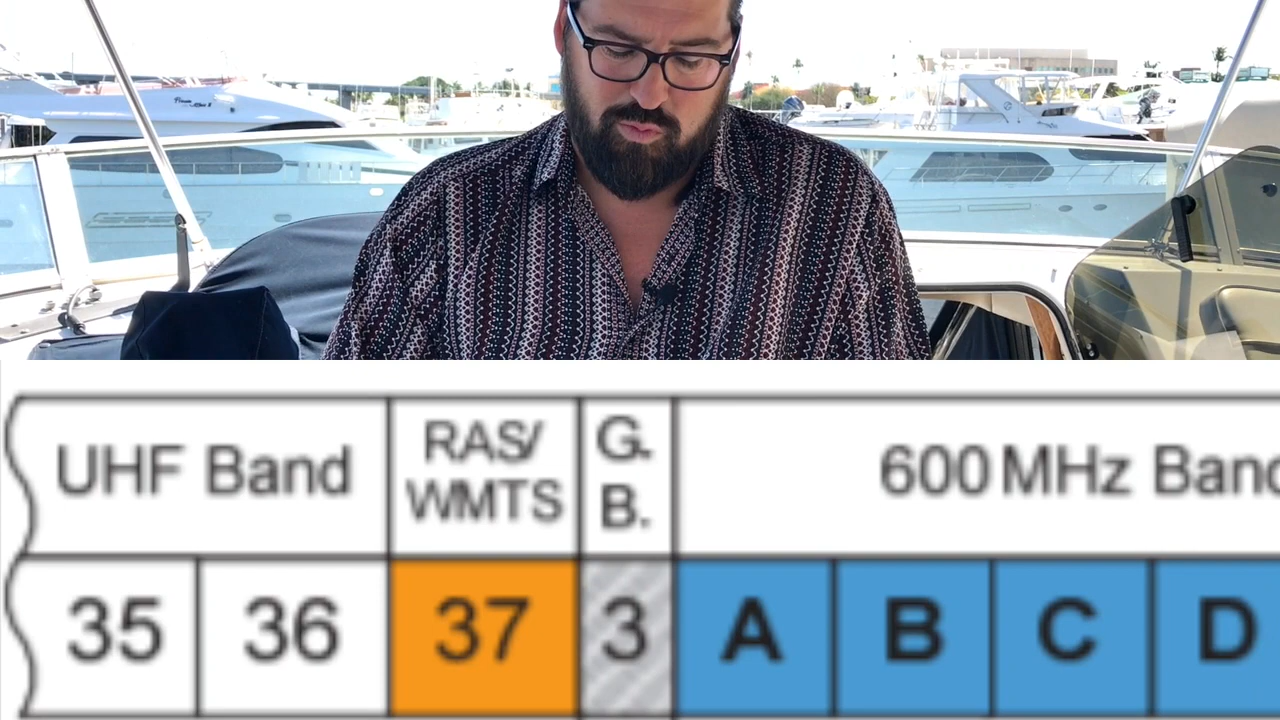 UHF Band
RAS/
WMTS
G.
B.
600 MHz Band
35 36 37 3 A B C D